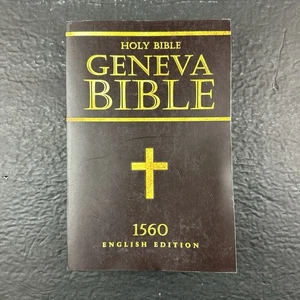 HOLY BIBLE
GENEVA
BIBLE
1560
ENGLISH EDITION